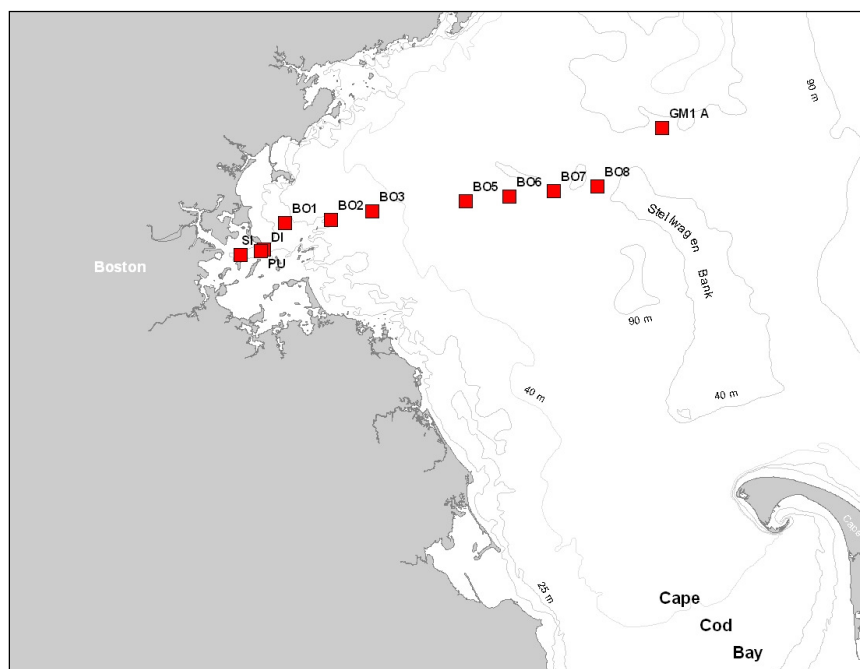 90 m
GM1 A
BO8
BO7
BO6
BO5
BO3
BO2
BO1
DI
SI
PU
Boston
Stellwagen
Bank
90 m
40 m
40 m
25 m
Cape
Cape
Cod
Bay